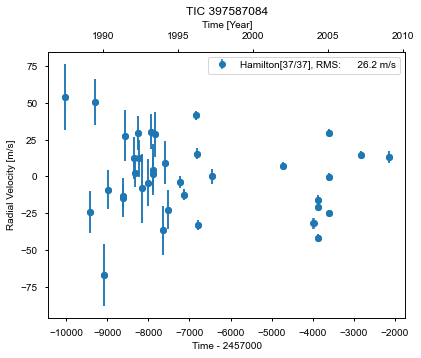 TIC 397587084
Time [Year]
1990 1995 2000 2005 2010
Hamilton[37/37], RMS: 26.2 m/s
Radial Velocity [m/s]
75
50
25
0
−25
−50
−75
−10000 −9000 −8000 −7000 −6000 −5000 −4000 −3000 −2000
Time - 2457000